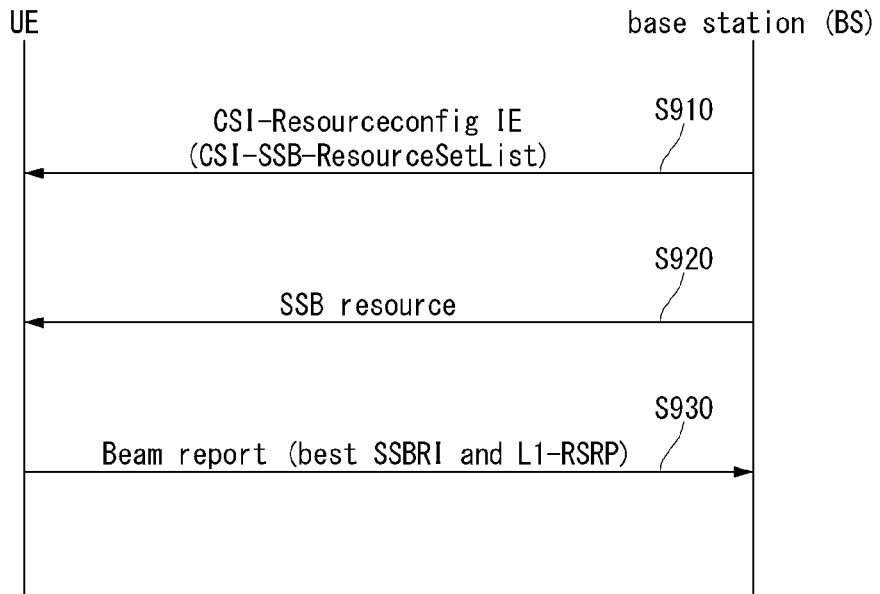 UE
base station (BS)
CSI-Resourceconfig IE
(CSI-SSB-ResourceSetList)
S910
SSB resource
S920
Beam report (best SSBRI and L1-RSRP)
S930